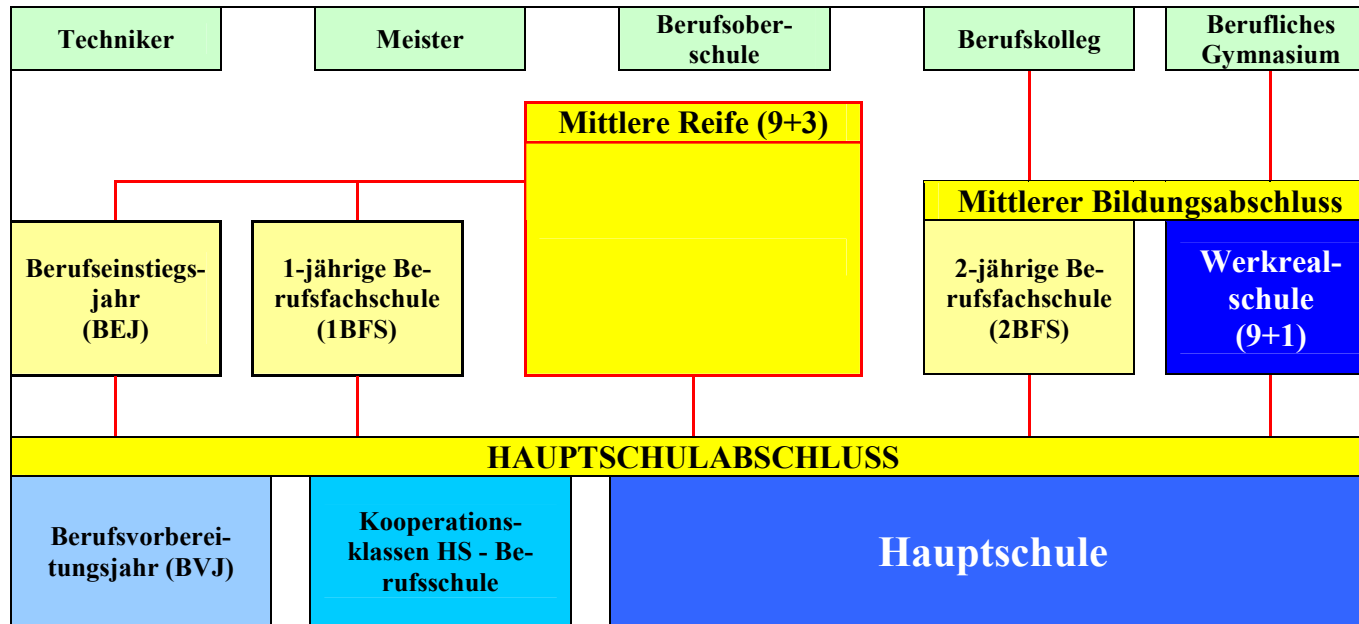 Techniker
Meister
Berufsober-
schule
Berufskolleg
Berufliches
Gymnasium
Mittlere Reife (9+3)
Mittlerer Bildungsabschluss
Berufseinstiegs-
jahr
(BEJ)
1-jährige Be-
rufsfachschule
(1BFS)
2-jährige Be-
rufsfachschule
(2BFS)
Werkreal-
schule
(9+1)
HAUPTSCHULABSCHLUSS
Berufsvorberei-
tungsjahr (BVJ)
Kooperations-
klassen HS - Be-
rufsschule
Hauptschule